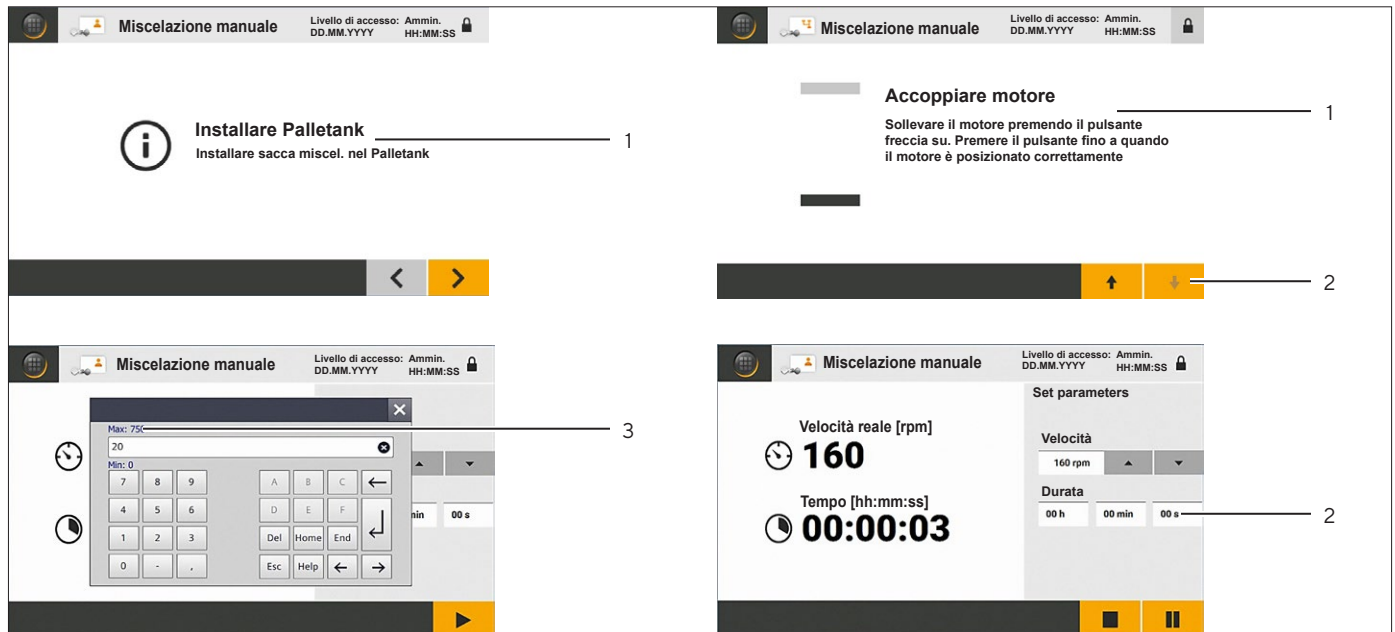 Miscelazione manuale
Livello di accesso: Ammin.
DD.MM.YYYY HH:MM:SS
Installare Palletank
Installare sacca miscel. nel Palletank
1
Miscelazione manuale
Livello di accesso: Ammin.
DD.MM.YYYY HH:MM:SS
Accoppiare motore
Sollevare il motore premendo il pulsante
freccia su. Premere il pulsante fino a quando
il motore è posizionato correttamente
1
2
Miscelazione manuale
Livello di accesso: Ammin.
DD.MM.YYYY HH:MM:SS
Max: 750
20
Min: 0
7 8 9 A B C
4 5 6 D E F
1 2 3 Del Home End
0 - , Esc Help
min 00 s
3
Miscelazione manuale
Livello di accesso: Ammin.
DD.MM.YYYY HH:MM:SS
Set parameters
Velocità reale [rpm]
160
Velocità
160 rpm
Tempo [hh:mm:ss]
00:00:03
Durata
00 h 00 min 00 s
2